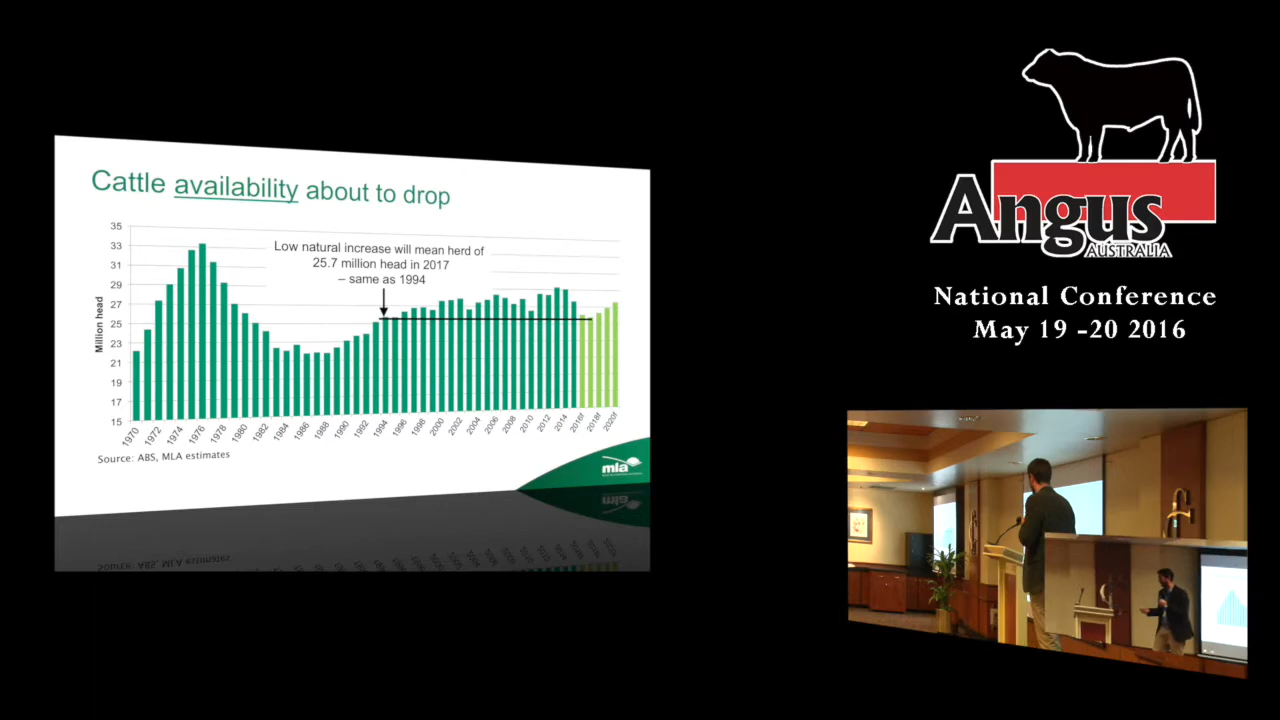 Cattle availability about to drop
35
33
31
29
27
25
23
21
19
17
15
Million head
Low natural increase will mean herd of
25.7 million head in 2017
– same as 1994
1970 1972 1974 1976 1978 1980 1982 1984 1986 1988 1990 1992 1994 1996 1998 2000 2002 2004 2006 2008 2010 2012 2014 2016f 2018f 2020f
Source: ABS, MLA estimates
mla
Angus
AUSTRALIA
National Conference
May 19 -20 2016